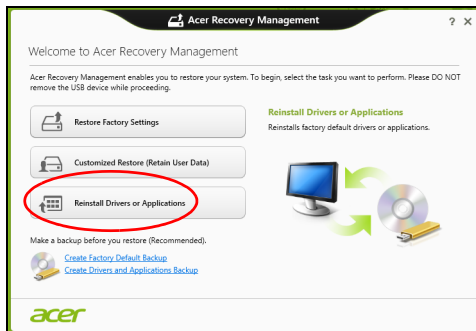 Acer Recovery Management
? X
Welcome to Acer Recovery Management
Acer Recovery Management enables you to restore your system. To begin, select the task you want to perform. Please DO NOT
remove the USB device while proceeding.
Restore Factory Settings
Customized Restore (Retain User Data)
Reinstall Drivers or Applications
Reinstall Drivers or Applications
Reinstalls factory default drivers or applications.
Make a backup before you restore (Recommended).
Create Factory Default Backup
Create Drivers and Applications Backup
acer